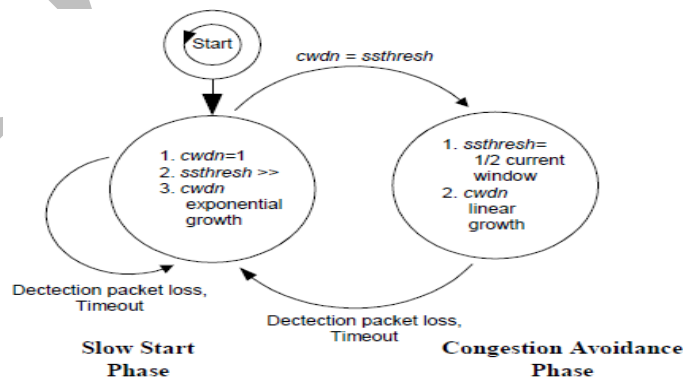 Start
cwdn = ssthresh
1. cwdn=1
2. ssthresh >>
3. cwdn
exponential
growth
1. ssthresh=
1/2 current
window
2. cwdn
linear
growth
Dectection packet loss,
Timeout
Dectection packet loss,
Timeout
Slow Start
Phase
Congestion Avoidance
Phase